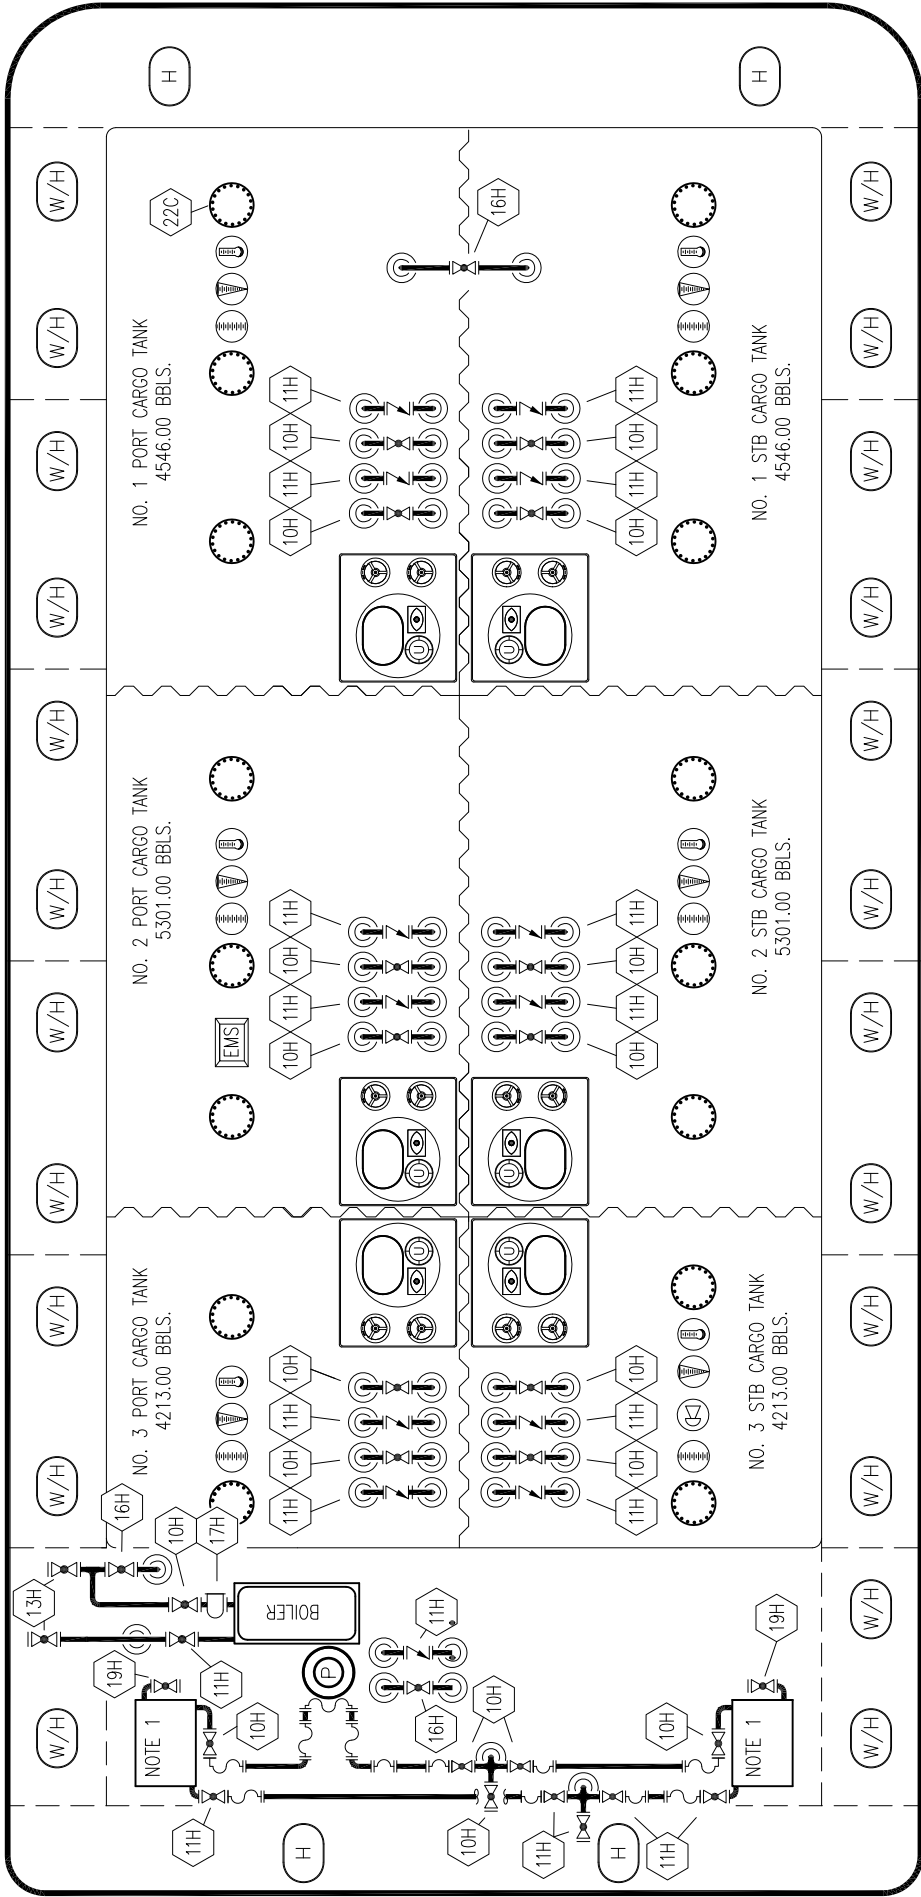 H
H
W/H
W/H
22C
16H
W/H
W/H
NO. 1 PORT CARGO TANK
4546.00 BBLS.
NO. 1 STB CARGO TANK
4546.00 BBLS.
11H
11H
10H
10H
W/H
W/H
11H
11H
10H
10H
W/H
W/H
U
U
W/H
W/H
NO. 2 PORT CARGO TANK
5301.00 BBLS.
NO. 2 STB CARGO TANK
5301.00 BBLS.
W/H
W/H
11H
11H
10H
10H
11H
11H
W/H
W/H
EMS
10H
10H
U
U
W/H
W/H
U
U
NO. 3 PORT CARGO TANK
4213.00 BBLS.
NO. 3 STB CARGO TANK
4213.00 BBLS.
W/H
W/H
10H
10H
11H
11H
10H
10H
W/H
W/H
11H
11H
16H
10H
17H
13H
BOILER
W/H
11H
19H
19H
11H
P
10H
16H
10H
10H
W/H
W/H
NOTE 1
NOTE 1
11H
10H
11H
11H
H
H